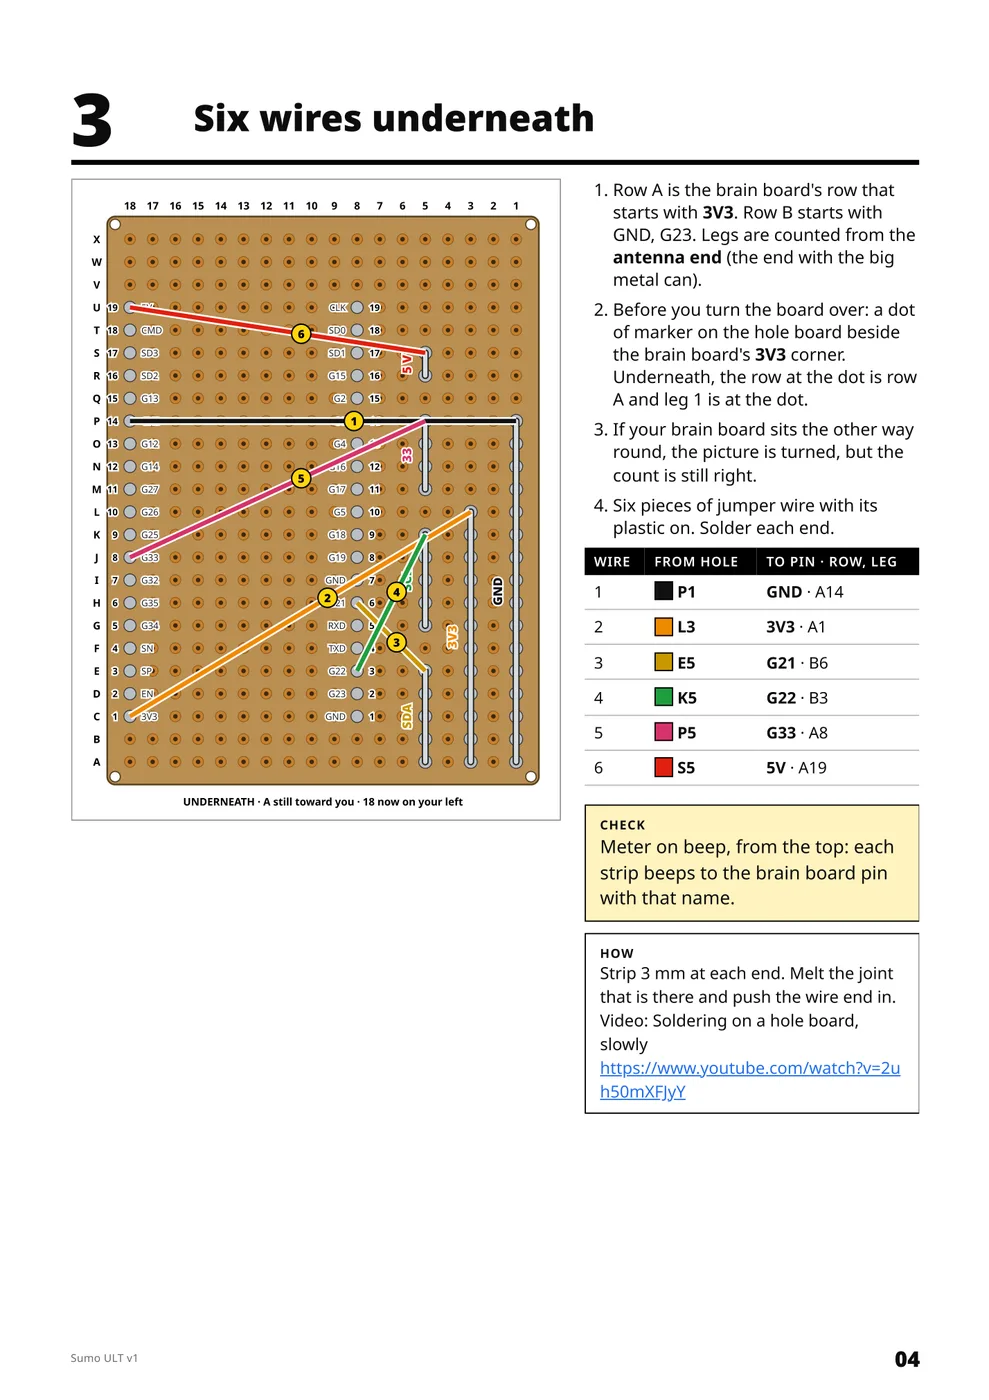 3 Six wires underneath
18 17 16 15 14 13 12 11 10 9 8 7 6 5 4 3 2 1
X
W
V
U 19 CLK 19
T 18 CMD SD0 18
6
S 17 SD3 SD1 17
5V
R 16 SD2 G15 16
Q 15 G13 G2 15
P 14 1
O 13 G12 G4
33
N 12 G14 G16 12
M 11 G27 G17 11
5
L 10 G26 G5 10
K 9 G25 G18 9
J 8 G33 G19 8
I 7 G32 GND 7
GND
4
2
H 6 G35 21 6
G 5 G34 RXD 5
3V3
3
F 4 SN TXD
E 3 SP G22 3
D 2 EN G23 2
C 1 3V3 GND 1
SDA
B
A
UNDERNEATH · A still toward you · 18 now on your left
1. Row A is the brain board's row that
starts with 3V3. Row B starts with
GND, G23. Legs are counted from the
antenna end (the end with the big
metal can).
2. Before you turn the board over: a dot
of marker on the hole board beside
the brain board's 3V3 corner.
Underneath, the row at the dot is row
A and leg 1 is at the dot.
3. If your brain board sits the other way
round, the picture is turned, but the
count is still right.
4. Six pieces of jumper wire with its
plastic on. Solder each end.
WIRE FROM HOLE TO PIN · ROW, LEG
1 P1 GND · A14
2 L3 3V3 · A1
3 E5 G21 · B6
4 K5 G22 · B3
5 P5 G33 · A8
6 S5 5V · A19
CHECK
Meter on beep, from the top: each
strip beeps to the brain board pin
with that name.
HOW
Strip 3 mm at each end. Melt the joint
that is there and push the wire end in.
Video: Soldering on a hole board,
slowly
https://www.youtube.com/watch?v=2u
h50mXFJyY
Sumo ULT v1
04